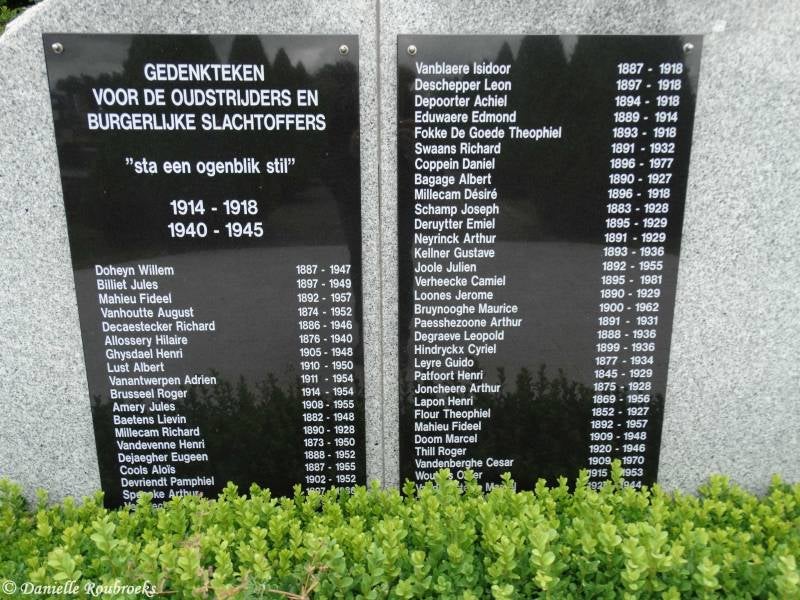 GEDENKTEKEN
VOOR DE OUDSTRIJDERS EN
BURGERLIJKE SLACHTOFFERS
"sta een ogenblik stil"
1914 - 1918
1940 - 1945
Doheyn Willem 1887 - 1947
Billiet Jules 1897 - 1949
Mahieu Fideel 1892 - 1957
Vanhoutte August 1874 - 1952
Decaestecker Richard 1886 - 1946
Allossery Hilaire 1876 - 1940
Ghysdael Henri 1905 - 1948
Lust Albert 1910 - 1950
Vanantwerpen Adrien 1911 - 1954
Brusseel Roger 1914 - 1954
Amery Jules 1908 - 1955
Baetens Lievin 1882 - 1948
Millecam Richard 1890 - 1928
Vandevenne Henri 1873 - 1950
Dejaegher Eugeen 1888 - 1952
Cools Aloïs 1887 - 1955
Devriendt Pamphiel 1902 - 1952
Arthur
Vanblaere Isidoor 1887 - 1918
Deschepper Leon 1897 - 1918
Depoorter Achiel 1894 - 1918
Eduwaere Edmond 1889 - 1914
Fokke De Goede Theophiel 1893 - 1918
Swaans Richard 1891 - 1932
Coppein Daniel 1896 - 1977
Bagage Albert 1890 - 1927
Millecam Désiré 1896 - 1918
Schamp Joseph 1883 - 1928
Deruytter Emiel 1895 - 1929
Neyrinck Arthur 1891 - 1929
Kellner Gustave 1893 - 1936
Joole Julien 1892 - 1955
Verheecke Camiel 1895 - 1981
Loones Jerome 1890 - 1929
Bruynooghe Maurice 1900 - 1962
Paesshezoone Arthur 1891 - 1931
Degraeve Leopold 1888 - 1936
Hindryckx Cyriel 1899 - 1936
Leyre Guido 1877 - 1934
Patfoort Henri 1845 - 1929
Joncheere Arthur 1875 - 1928
Lapon Henri 1869 - 1956
Flour Theophiel 1852 - 1927
Mahieu Fideel 1892 - 1957
Doom Marcel 1909 - 1948
Thill Roger 1920 - 1946
Vandenberghe Cesar 1909 - 1970
1915 - 1953
© Danielle Roubroeks